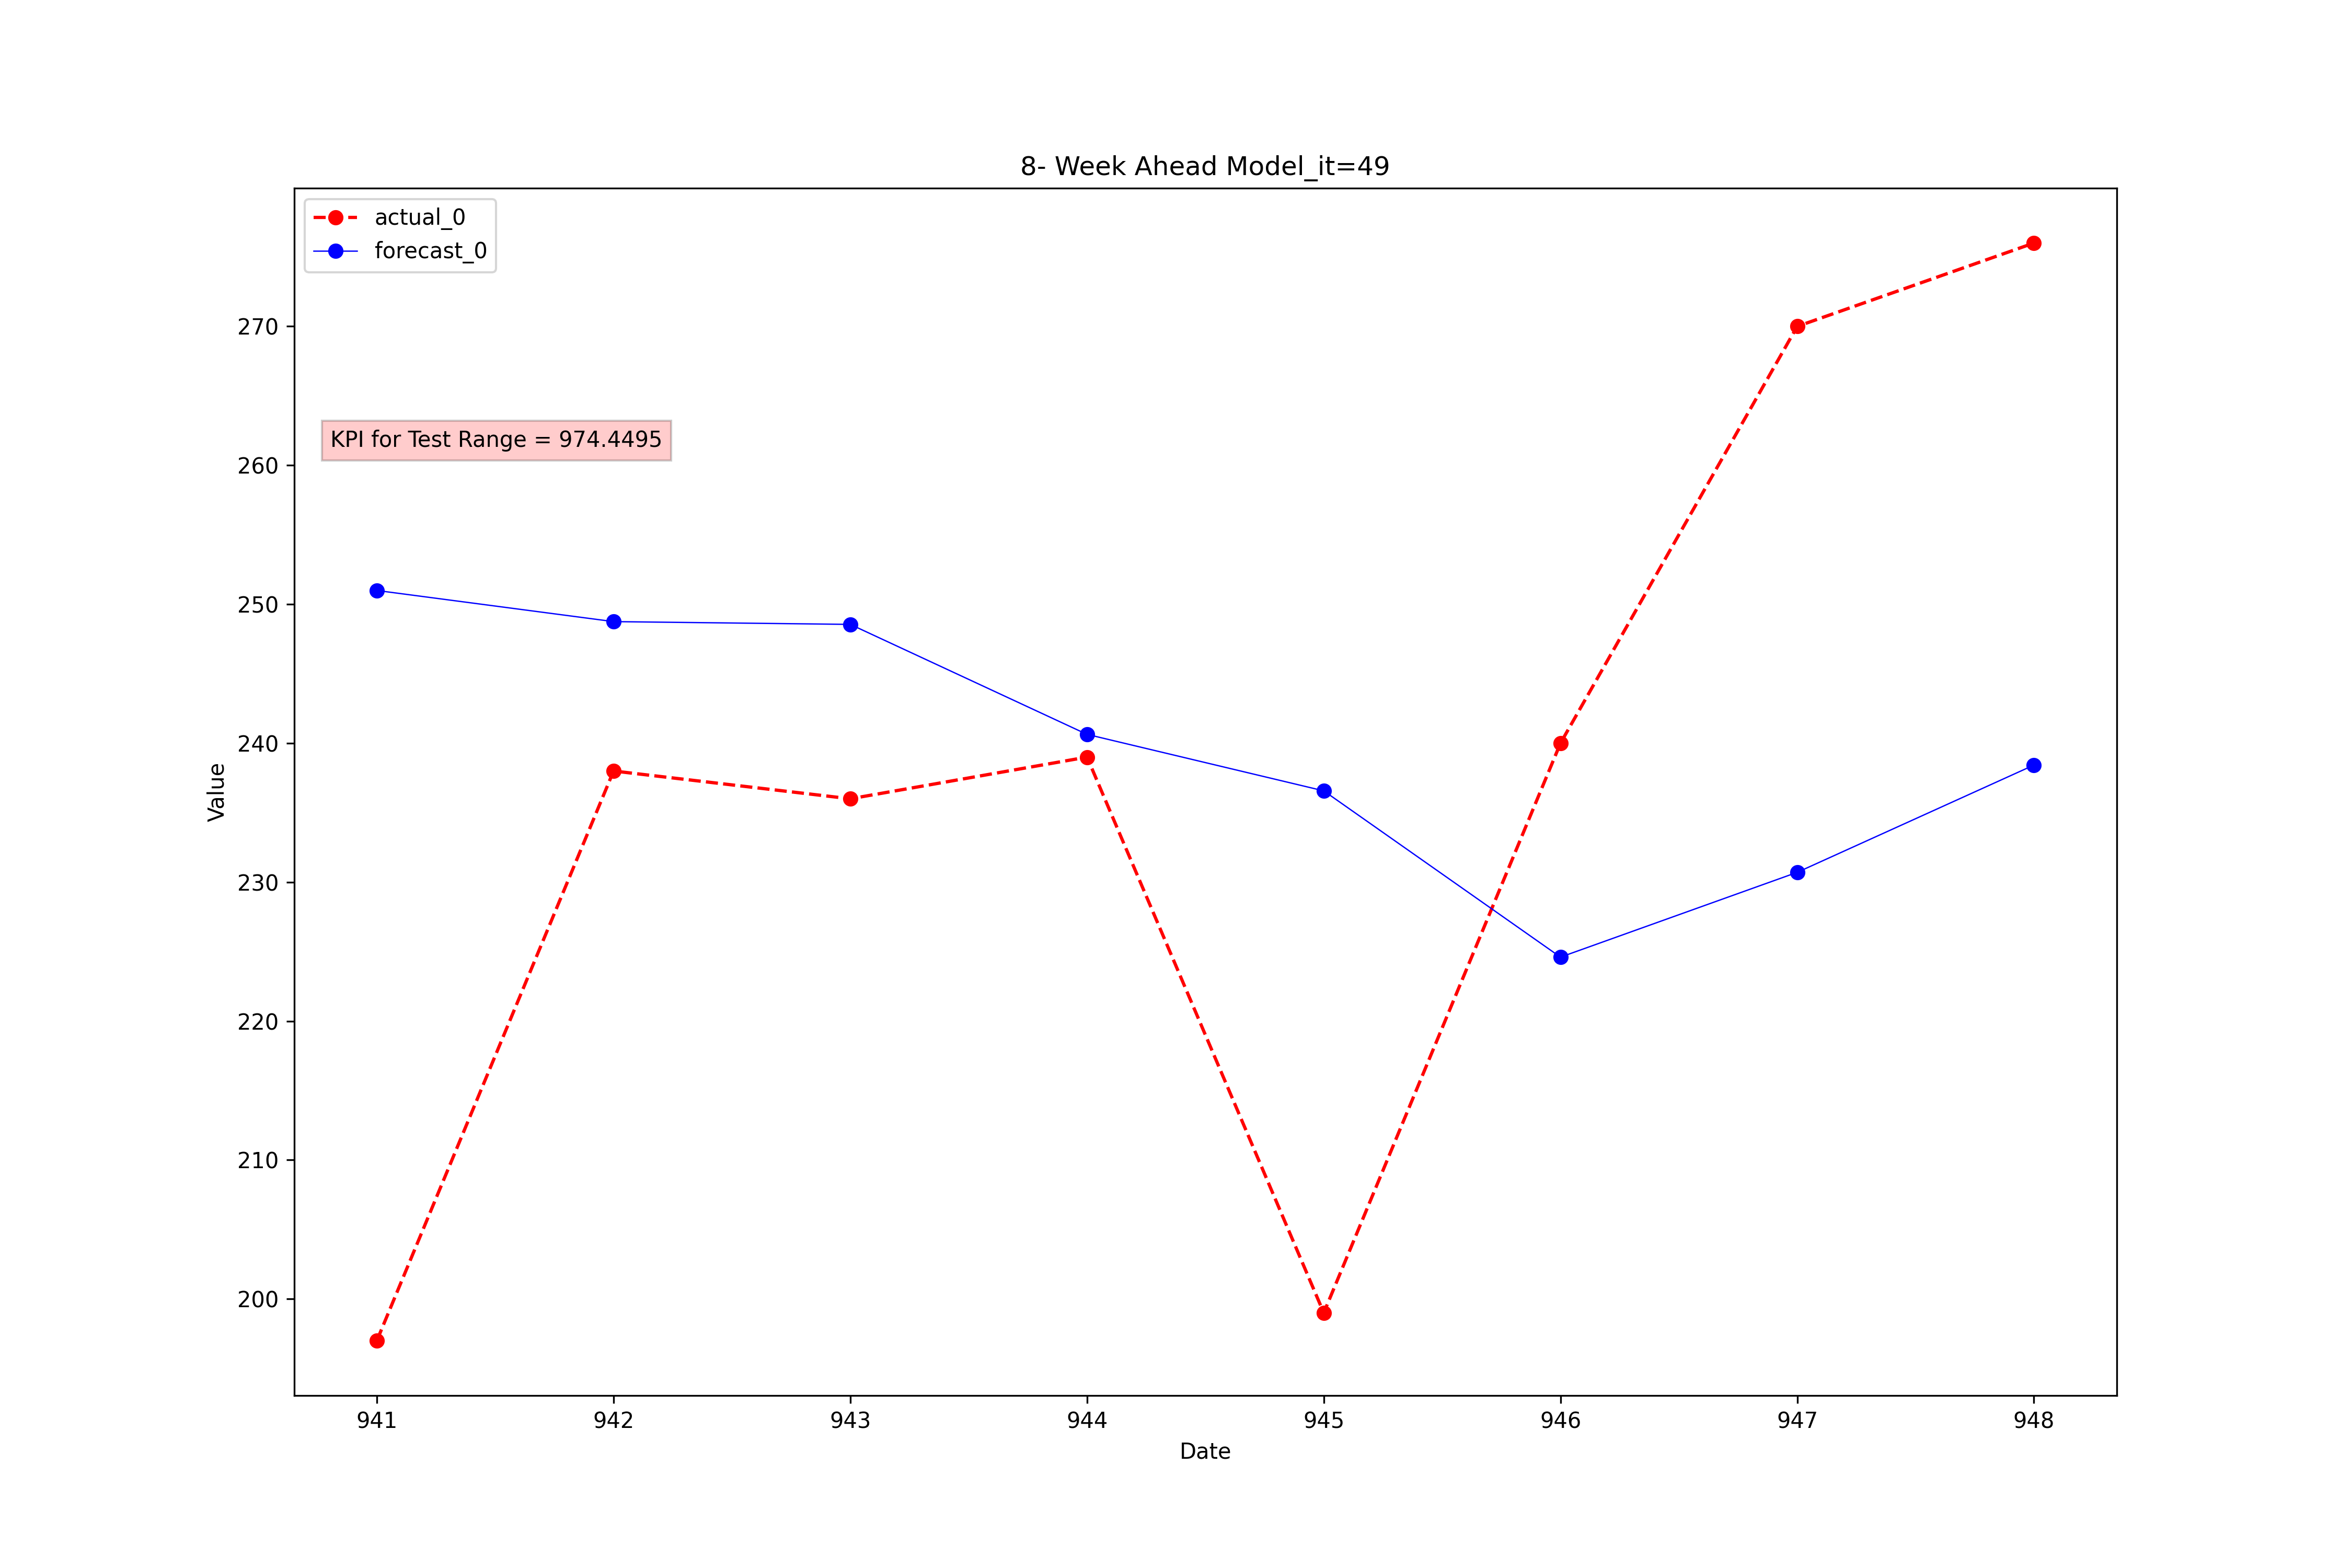 8- Week Ahead Model_it=49
actual_0
forecast_0
KPI for Test Range = 974.4495
270
260
250
240
230
220
210
200
Value
941 942 943 944 945 946 947 948
Date